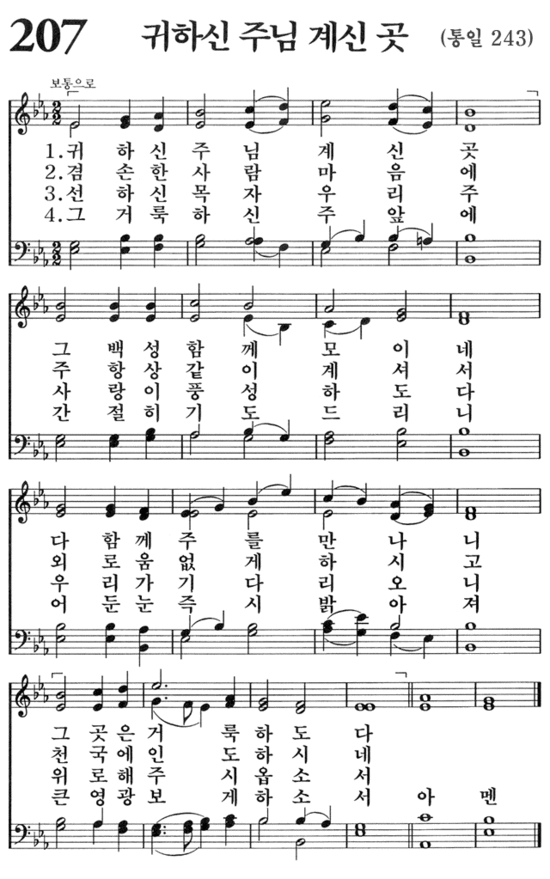 207 귀하신 주님 계신 곳 (통일 243)
보통으로
1.귀 하 신 주 님 계 신 곳
2.겸 손 한 사 람 마 음 에
3.선 하 신 목 자 우 리 주
4.그 거 룩 하 신 주 앞 에
그 백 성 함 께 모 이 네
주 항 상 같 이 계 셔 서
사 랑 이 풍 성 하 도 다
간 절 히 기 도 드 리 니
다 함 께 주 를 만 나 니
외 로 움 없 게 하 시 고
우 리 가 기 다 리 오 니
어 둔 눈 즉 시 밝 아 져
그 곳 은 거 룩 하 도 다
천 국 에 인 도 하 시 네
위 로 해 주 시 옵 소 서
큰 영 광 보 게 하 소 서 아 멘